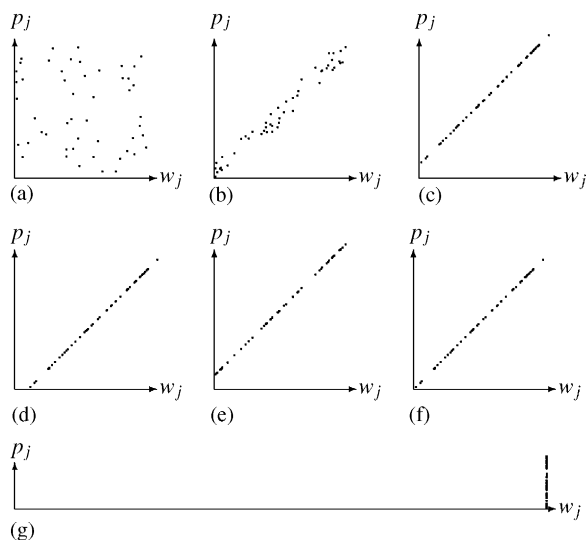 p_j p_j p_j
w_j w_j w_j
(a) (b) (c)
p_j p_j p_j
w_j w_j w_j
(d) (e) (f)
p_j
w_j
(g)